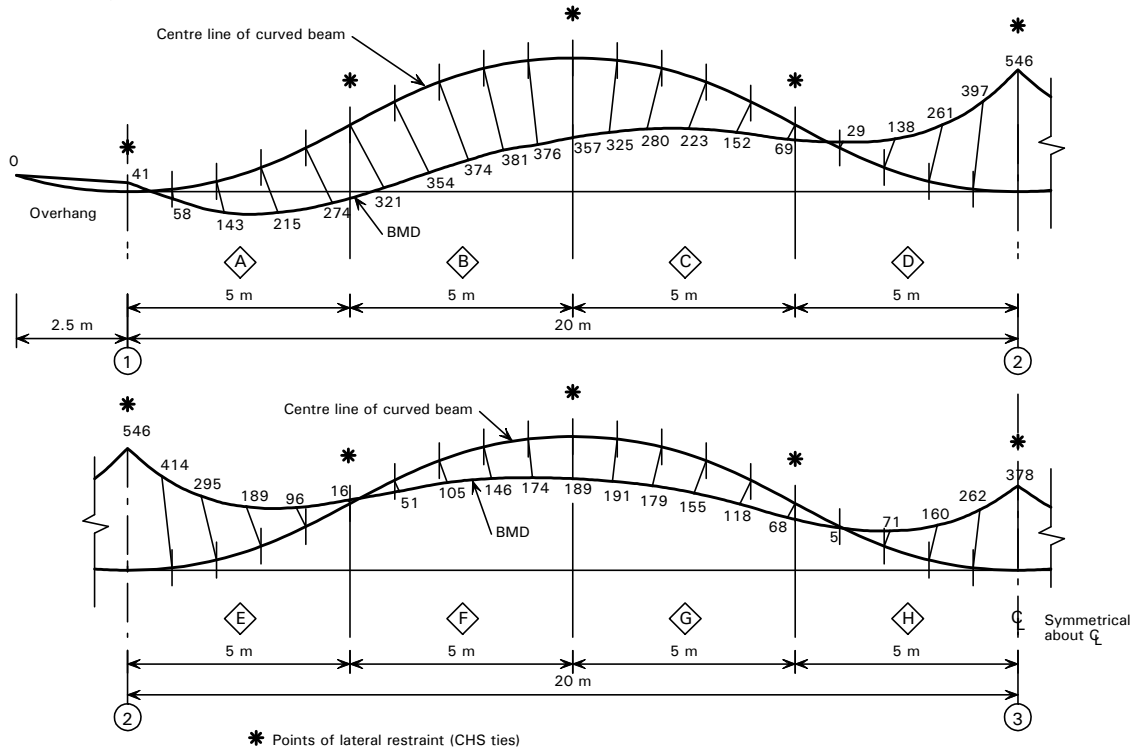 Centre line of curved beam
546
397
261
138
29
0
41
58
143
215
274
321
354
374
381
376
357
325
280
223
152
69
Overhang
BMD
A
B
C
D
5 m
5 m
5 m
5 m
2.5 m
20 m
1
2
Centre line of curved beam
546
414
295
189
96
16
51
105
146
174
189
191
179
155
118
68
5
71
160
262
378
BMD
E
F
G
H
CL
Symmetrical
about CL
5 m
5 m
5 m
5 m
20 m
2
3
Points of lateral restraint (CHS ties)